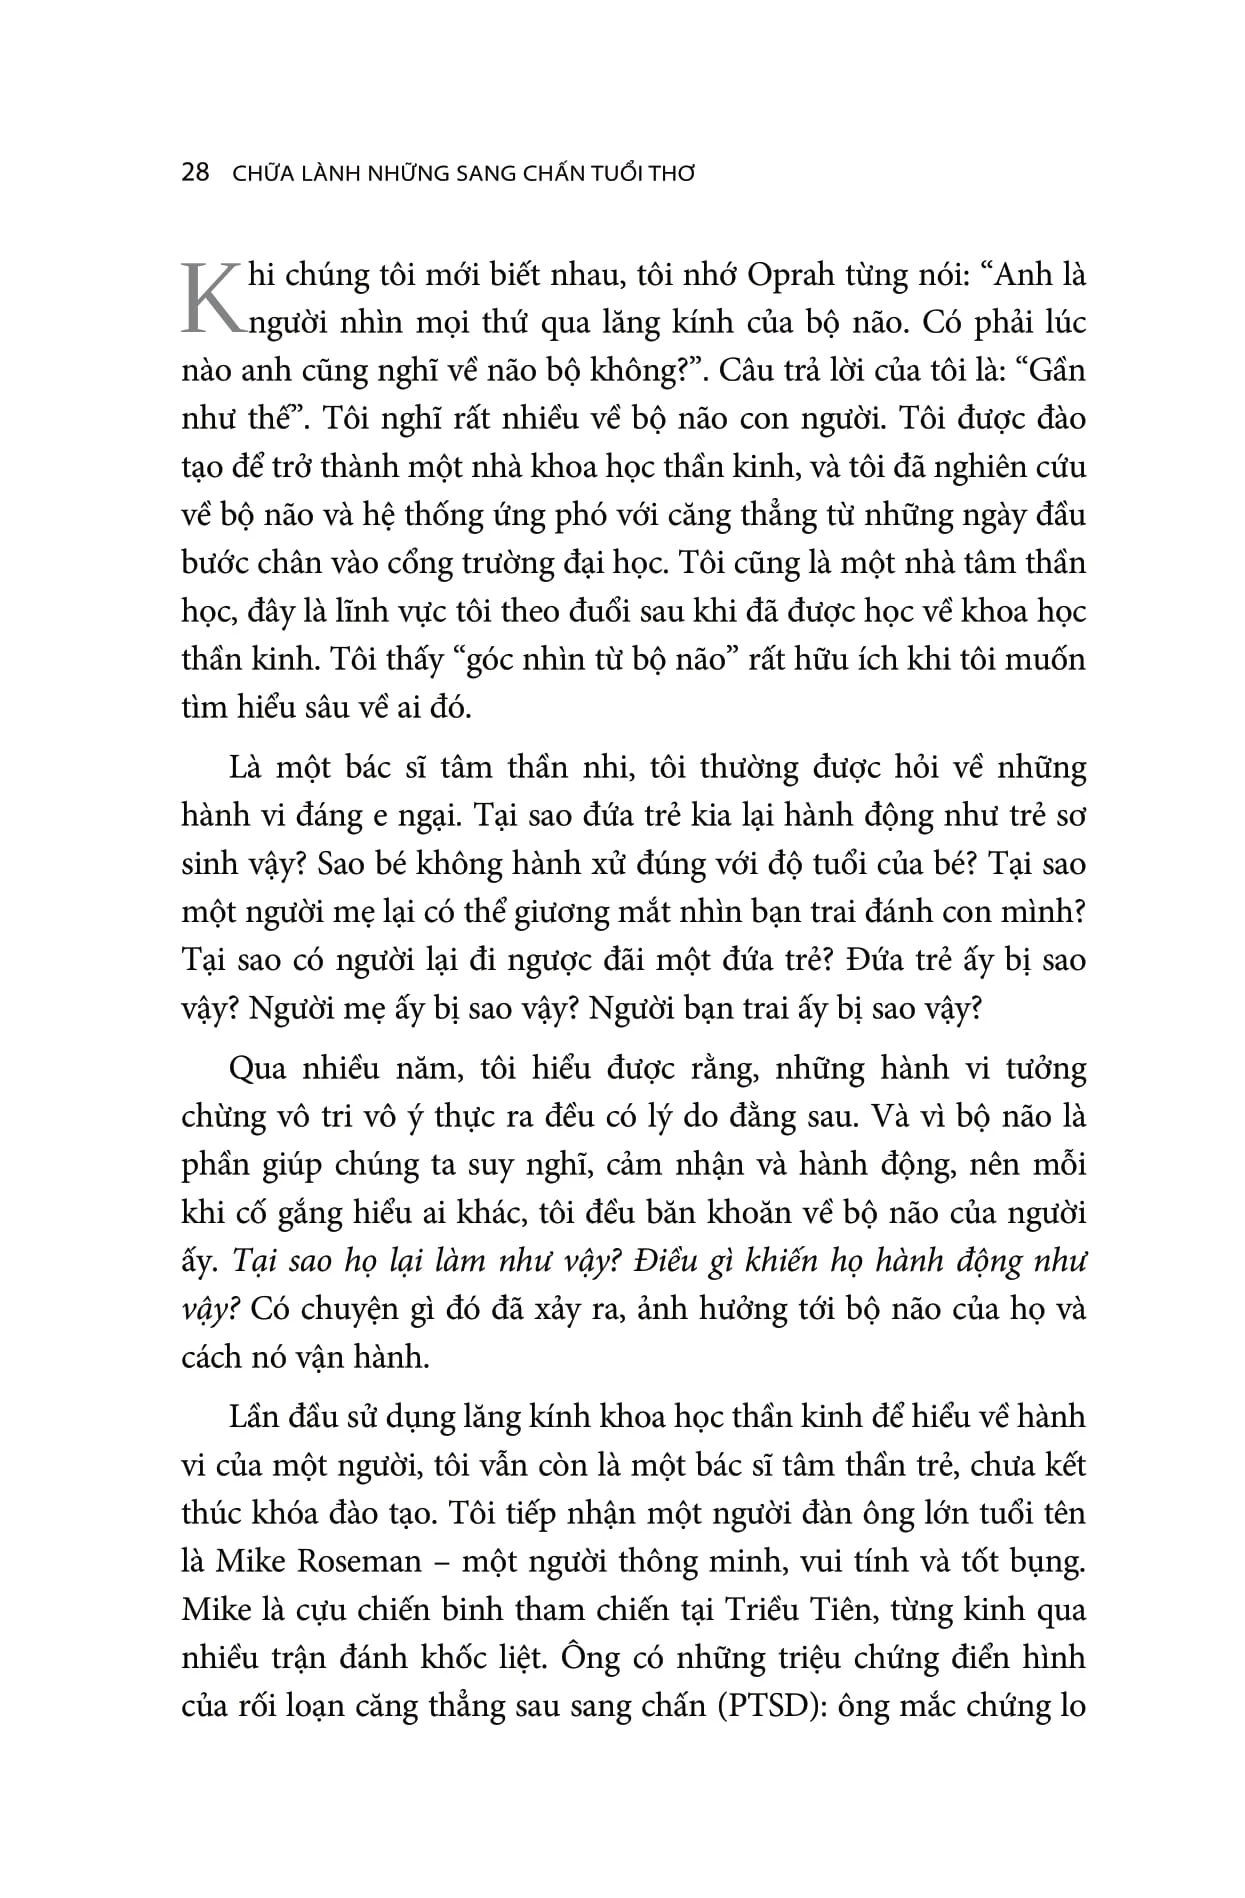 28 CHỮA LÀNH NHỮNG SANG CHẤN TUỔI THƠ
Khi chúng tôi mới biết nhau, tôi nhớ Oprah từng nói: “Anh là
người nhìn mọi thứ qua lăng kính của bộ não. Có phải lúc
nào anh cũng nghĩ về não bộ không?”. Câu trả lời của tôi là: “Gần
như thế”. Tôi nghĩ rất nhiều về bộ não con người. Tôi được đào
tạo để trở thành một nhà khoa học thần kinh, và tôi đã nghiên cứu
về bộ não và hệ thống ứng phó với căng thẳng từ những ngày đầu
bước chân vào cổng trường đại học. Tôi cũng là một nhà tâm thần
học, đây là lĩnh vực tôi theo đuổi sau khi đã được học về khoa học
thần kinh. Tôi thấy “góc nhìn từ bộ não” rất hữu ích khi tôi muốn
tìm hiểu sâu về ai đó.
Là một bác sĩ tâm thần nhi, tôi thường được hỏi về những
hành vi đáng e ngại. Tại sao đứa trẻ kia lại hành động như trẻ sơ
sinh vậy? Sao bé không hành xử đúng với độ tuổi của bé? Tại sao
một người mẹ lại có thể giương mắt nhìn bạn trai đánh con mình?
Tại sao có người lại đi ngược đãi một đứa trẻ? Đứa trẻ ấy bị sao
vậy? Người mẹ ấy bị sao vậy? Người bạn trai ấy bị sao vậy?
Qua nhiều năm, tôi hiểu được rằng, những hành vi tưởng
chừng vô tri vô ý thực ra đều có lý do đằng sau. Và vì bộ não là
phần giúp chúng ta suy nghĩ, cảm nhận và hành động, nên mỗi
khi cố gắng hiểu ai khác, tôi đều băn khoăn về bộ não của người
ấy. Tại sao họ lại làm như vậy? Điều gì khiến họ hành động như
vậy? Có chuyện gì đó đã xảy ra, ảnh hưởng tới bộ não của họ và
cách nó vận hành.
Lần đầu sử dụng lăng kính khoa học thần kinh để hiểu về hành
vi của một người, tôi vẫn còn là một bác sĩ tâm thần trẻ, chưa kết
thúc khóa đào tạo. Tôi tiếp nhận một người đàn ông lớn tuổi tên
là Mike Roseman – một người thông minh, vui tính và tốt bụng.
Mike là cựu chiến binh tham chiến tại Triều Tiên, từng kinh qua
nhiều trận đánh khốc liệt. Ông có những triệu chứng điển hình
của rối loạn căng thẳng sau sang chấn (PTSD): ông mắc chứng lo